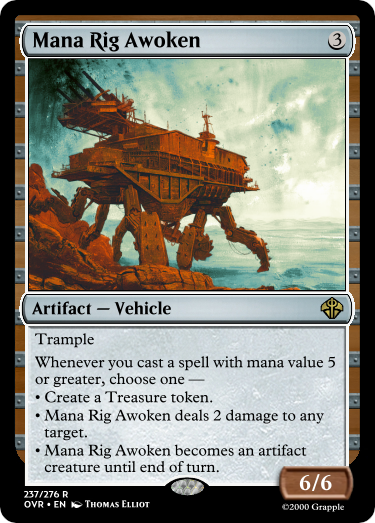 Mana Rig Awoken 3
Artifact — Vehicle
Trample
Whenever you cast a spell with mana value 5
or greater, choose one —
• Create a Treasure token.
• Mana Rig Awoken deals 2 damage to any
target.
• Mana Rig Awoken becomes an artifact
creature until end of turn.
6/6
237/276 R
OVR • EN Thomas Elliot
©2000 Grapple